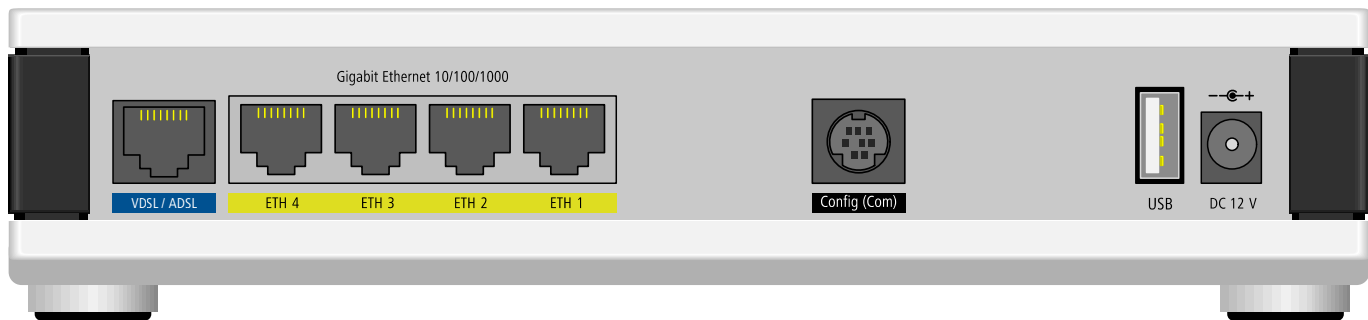 Gigabit Ethernet 10/100/1000
VDSL / ADSL
ETH 4
ETH 3
ETH 2
ETH 1
Config (Com)
USB
DC 12 V